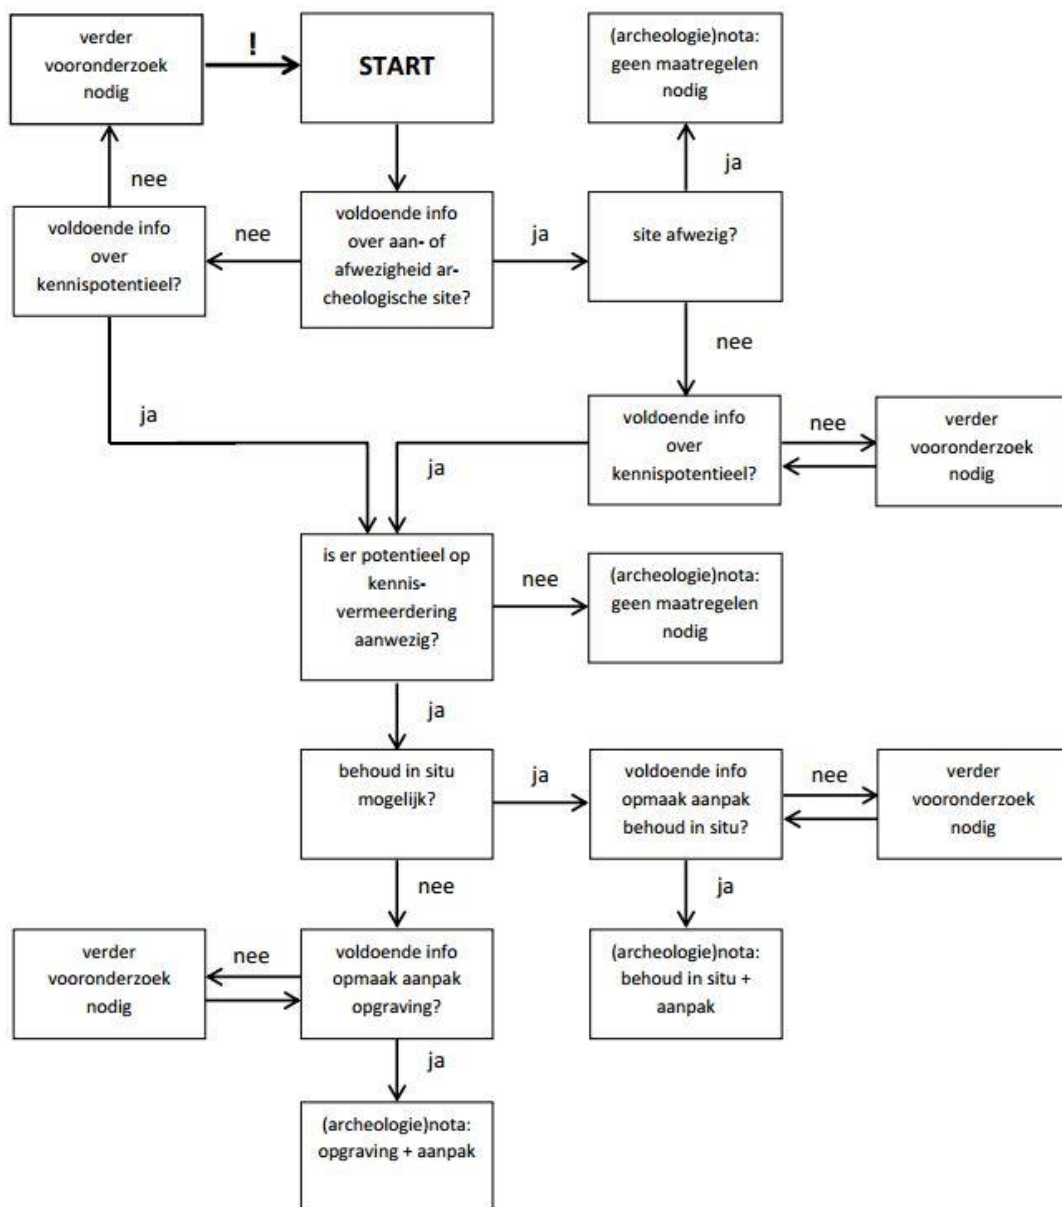 verder
vooronderzoek
nodig
!
START
(archeologie)nota:
geen maatregelen
nodig
nee
ja
voldoende info
over
kennispotentieel?
nee
voldoende info
over aan- of
afwezigheid ar-
cheologische site?
ja
site afwezig?
nee
ja
voldoende info
over
kennispotentieel?
nee
verder
vooronderzoek
nodig
ja
is er potentieel op
kennis-
vermeerdering
aanwezig?
nee
(archeologie)nota:
geen maatregelen
nodig
ja
behoud in situ
mogelijk?
ja
voldoende info
opmaak aanpak
behoud in situ?
nee
verder
vooronderzoek
nodig
nee
ja
verder
vooronderzoek
nodig
nee
voldoende info
opmaak aanpak
opgraving?
(archeologie)nota:
behoud in situ +
aanpak
ja
(archeologie)nota:
opgraving + aanpak